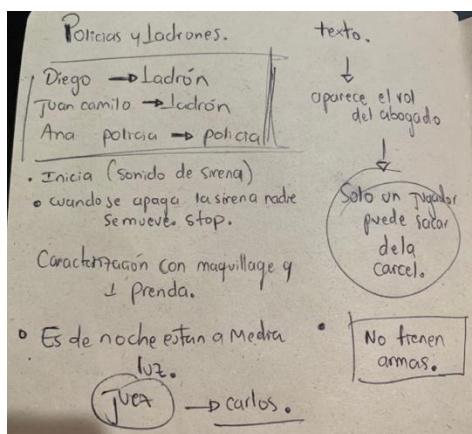 Policias y Ladrones.
Diego → Ladrón
Juan camilo → ladrón
Ana policia → policia
• Inicia (sonido de sirena)
• cuando se apaga la sirena nadie
se mueve. stop.
Caracterización con maquillage y
1 prenda.
• Es de noche estan a Media
luz.
juez → carlos.
texto.
↓
aparece el rol
del abogado
↓
Solo un jugador
puede sacar
dela
carcel.
• No tienen
armas.